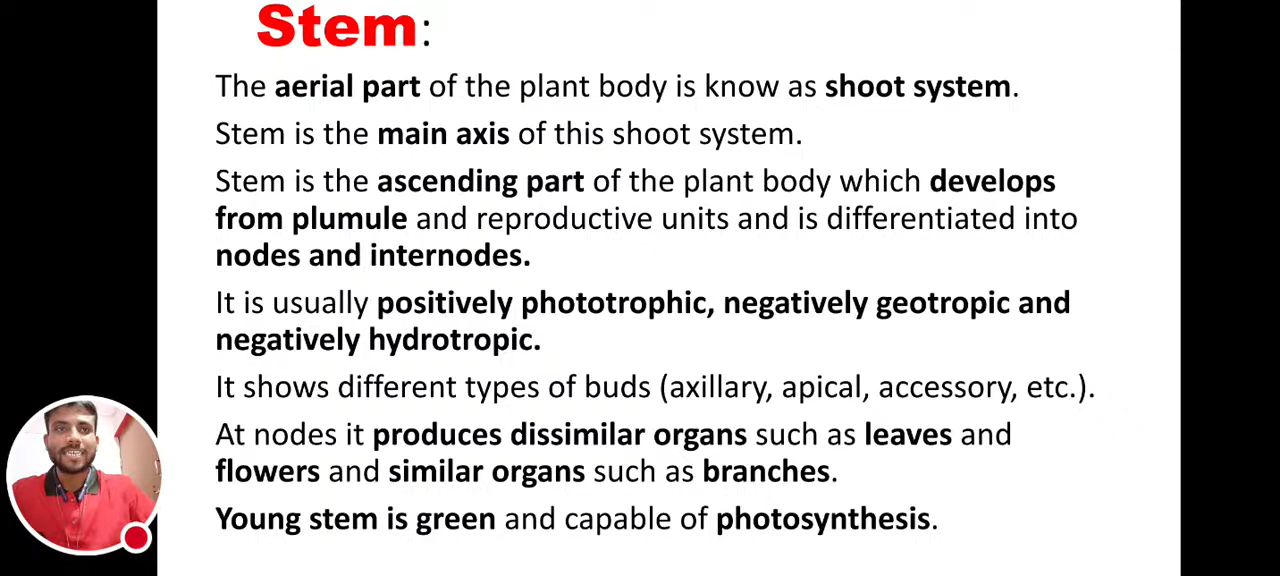 Stem:
The aerial part of the plant body is know as shoot system.
Stem is the main axis of this shoot system.
Stem is the ascending part of the plant body which develops
from plumule and reproductive units and is differentiated into
nodes and internodes.
It is usually positively phototrophic, negatively geotropic and
negatively hydrotropic.
It shows different types of buds (axillary, apical, accessory, etc.).
At nodes it produces dissimilar organs such as leaves and
flowers and similar organs such as branches.
Young stem is green and capable of photosynthesis.